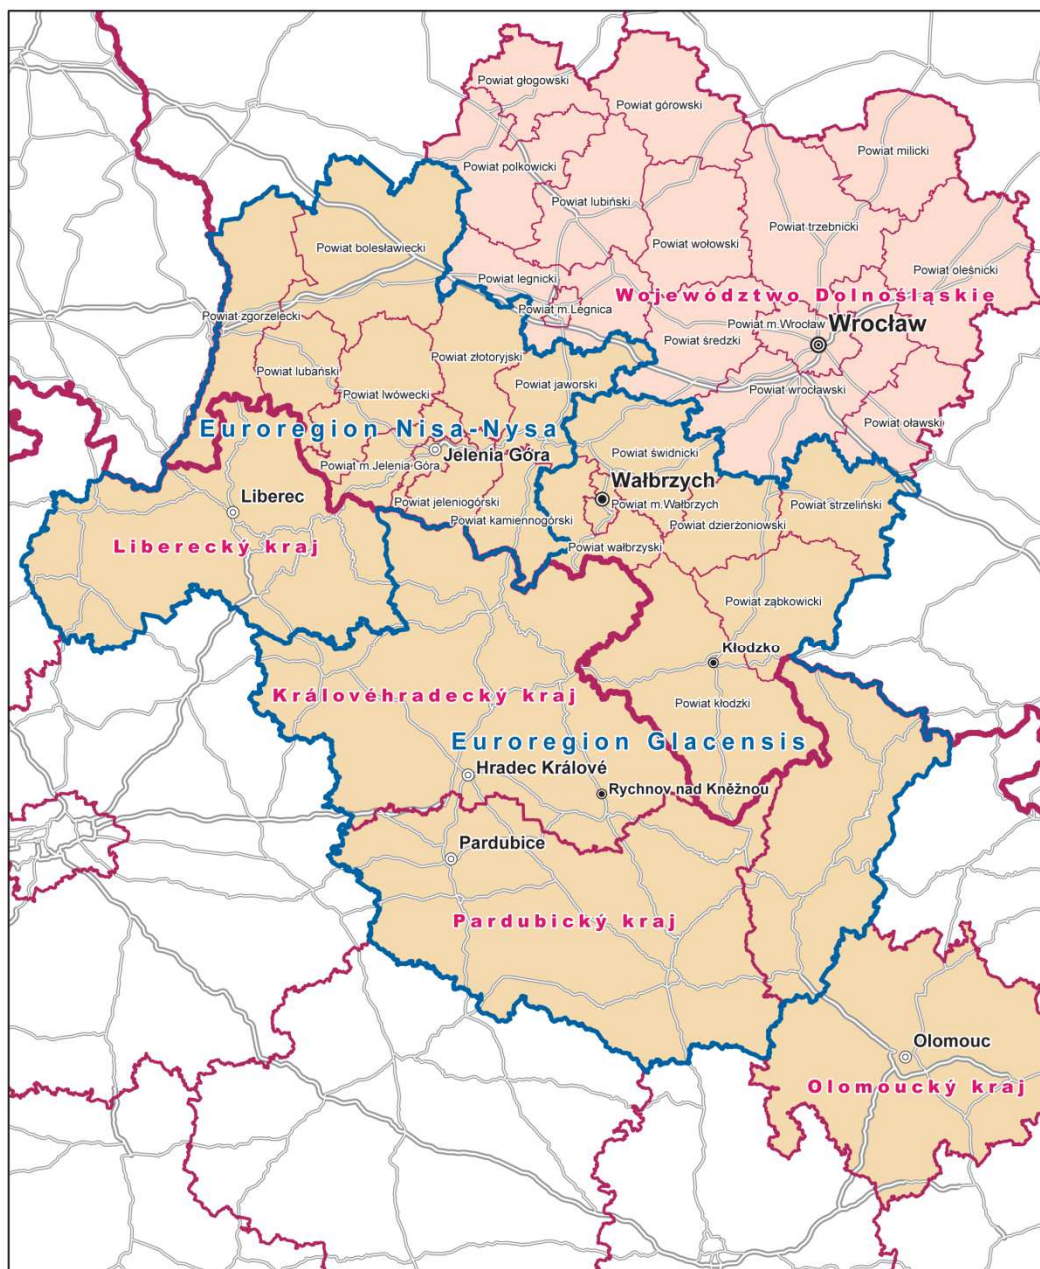 Powiat głogowski
Powiat górowski
Powiat milicki
Powiat polkowicki
Powiat lubiński
Powiat trzebnicki
Powiat wołowski
Powiat bolesławiecki
Powiat oleśnicki
Powiat legnicki
Województwo Dolnośląskie
Powiat m.Legnica
Powiat zgorzelecki
Powiat m.Wrocław
Wrocław
Powiat średzki
Powiat złotoryjski
Powiat lubański
Powiat jaworski
Powiat wrocławski
Powiat lwówecki
Powiat oławski
Euroregion Nisa-Nysa
Jelenia Góra
Powiat świdnicki
Powiat m.Jelenia Góra
Wałbrzych
Liberec
Powiat jeleniogórski
Powiat m.Wałbrzych
Powiat strzeliński
Powiat kamiennogórski
Powiat dzierżoniowski
Liberecký kraj
Powiat wałbrzyski
Powiat ząbkowicki
Kłodzko
Královéhradecký kraj
Powiat kłodzki
Euroregion Glacensis
Hradec Králové
Rychnov nad Kněžnou
Pardubice
Pardubický kraj
Olomouc
Olomoucký kraj